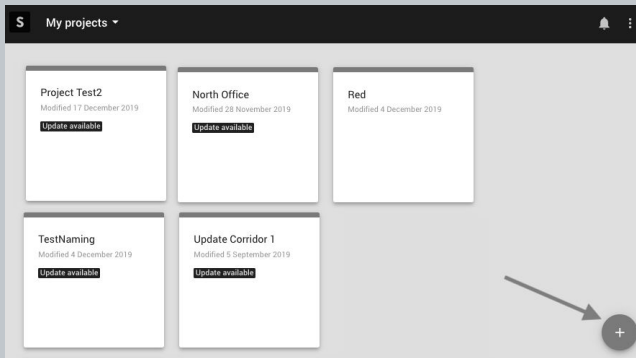 S My projects
Project Test2
Modified 17 December 2019
Update available
North Office
Modified 28 November 2019
Update available
Red
Modified 4 December 2019
TestNaming
Modified 4 December 2019
Update available
Update Corridor 1
Modified 5 September 2019
Update available
+